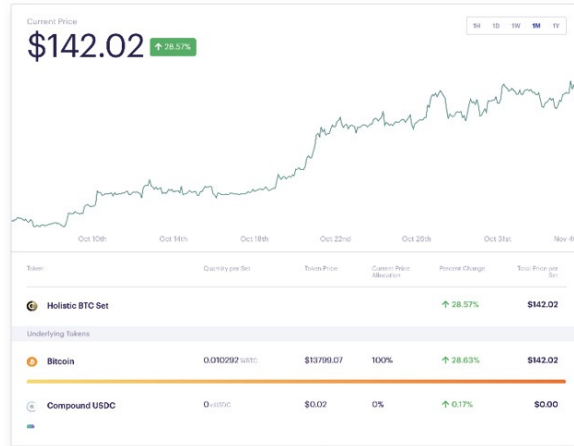 Current Price
$142.02 ↑ 28.57%
1H 1D 1W 1M 1Y
Oct 10th Oct 14th Oct 18th Oct 22nd Oct 26th Oct 31st Nov 4th
Token Quantity per Set Token Price Current Price Allocation Percent Change Total Price per Set
Holistic BTC Set ↑ 28.57% $142.02
Underlying Tokens
Bitcoin 0.010292 WBTC $13799.07 100% ↑ 28.63% $142.02
Compound USDC 0 cUSDC $0.02 0% ↑ 0.17% $0.00